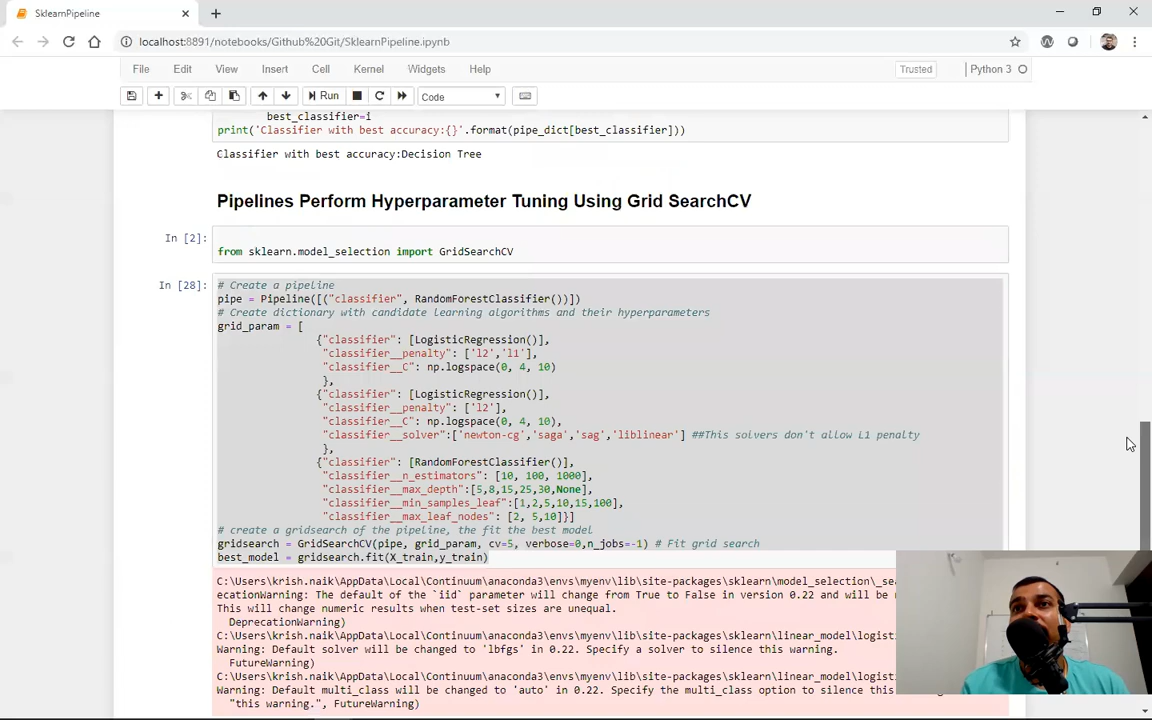 SklearnPipeline
localhost:8891/notebooks/Github%20Git/SklearnPipeline.ipynb
File Edit View Insert Cell Kernel Widgets Help Trusted Python 3
Run Code
best_classifier=i
print('Classifier with best accuracy:{}'.format(pipe_dict[best_classifier]))
Classifier with best accuracy:Decision Tree
Pipelines Perform Hyperparameter Tuning Using Grid SearchCV
In [2]:
from sklearn.model_selection import GridSearchCV
In [28]:
# Create a pipeline
pipe = Pipeline([("classifier", RandomForestClassifier())])
# Create dictionary with candidate learning algorithms and their hyperparameters
grid_param = [
{"classifier": [LogisticRegression()],
"classifier__penalty": ['l2','l1'],
"classifier__C": np.logspace(0, 4, 10)
},
{"classifier": [LogisticRegression()],
"classifier__penalty": ['l2'],
"classifier__C": np.logspace(0, 4, 10),
"classifier__solver":['newton-cg','saga','sag','liblinear'] ##This solvers don't allow L1 penalty
},
{"classifier": [RandomForestClassifier()],
"classifier__n_estimators": [10, 100, 1000],
"classifier__max_depth":[5,8,15,25,30,None],
"classifier__min_samples_leaf":[1,2,5,10,15,100],
"classifier__max_leaf_nodes": [2, 5,10]}]
# create a gridsearch of the pipeline, the fit the best model
gridsearch = GridSearchCV(pipe, grid_param, cv=5, verbose=0,n_jobs=-1) # Fit grid search
best_model = gridsearch.fit(X_train,y_train)
C:\Users\krish.naik\AppData\Local\Continuum\anaconda3\envs\myenv\lib\site-packages\sklearn\model_selection\_se
ecationWarning: The default of the `iid` parameter will change from True to False in version 0.22 and will be
This will change numeric results when test-set sizes are unequal.
DeprecationWarning)
C:\Users\krish.naik\AppData\Local\Continuum\anaconda3\envs\myenv\lib\site-packages\sklearn\linear_model\logist
Warning: Default solver will be changed to 'lbfgs' in 0.22. Specify a solver to silence this warning.
FutureWarning)
C:\Users\krish.naik\AppData\Local\Continuum\anaconda3\envs\myenv\lib\site-packages\sklearn\linear_model\logist
Warning: Default multi_class will be changed to 'auto' in 0.22. Specify the multi_class option to silence this
"this warning.", FutureWarning)